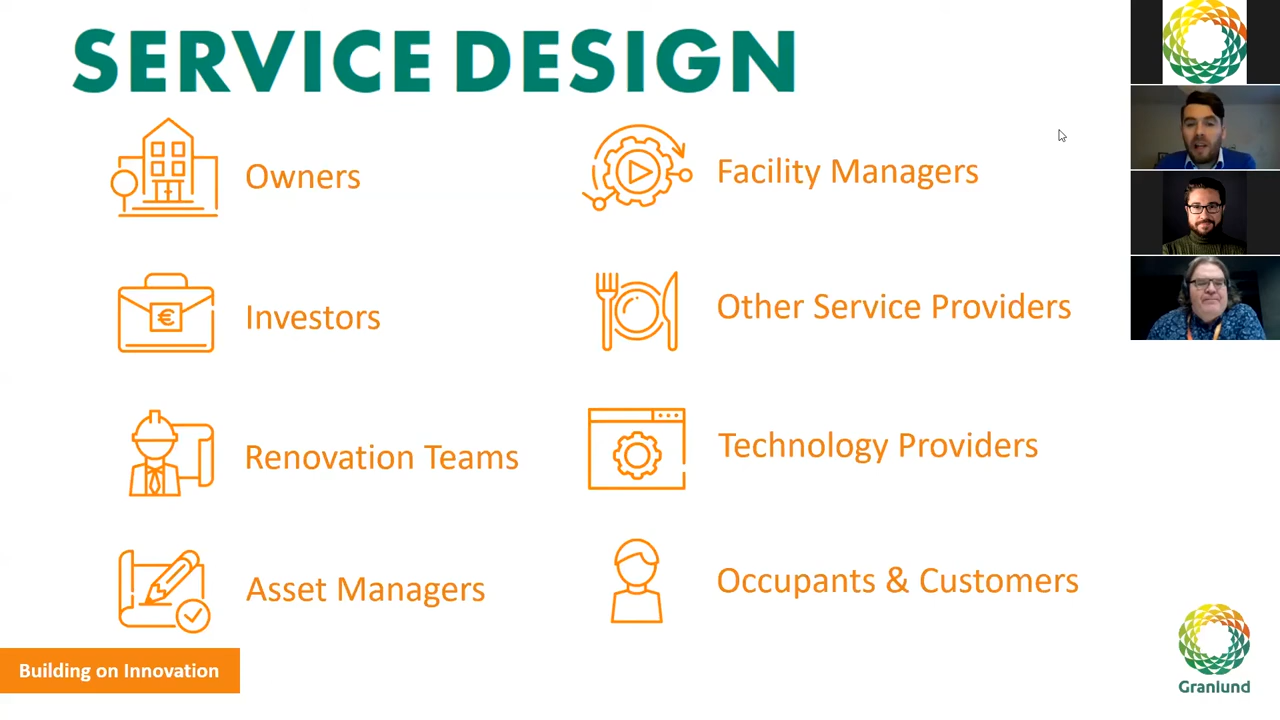 SERVICE DESIGN
Owners
Facility Managers
Investors
€
Other Service Providers
Renovation Teams
Technology Providers
Asset Managers
Occupants & Customers
Building on Innovation
Granlund